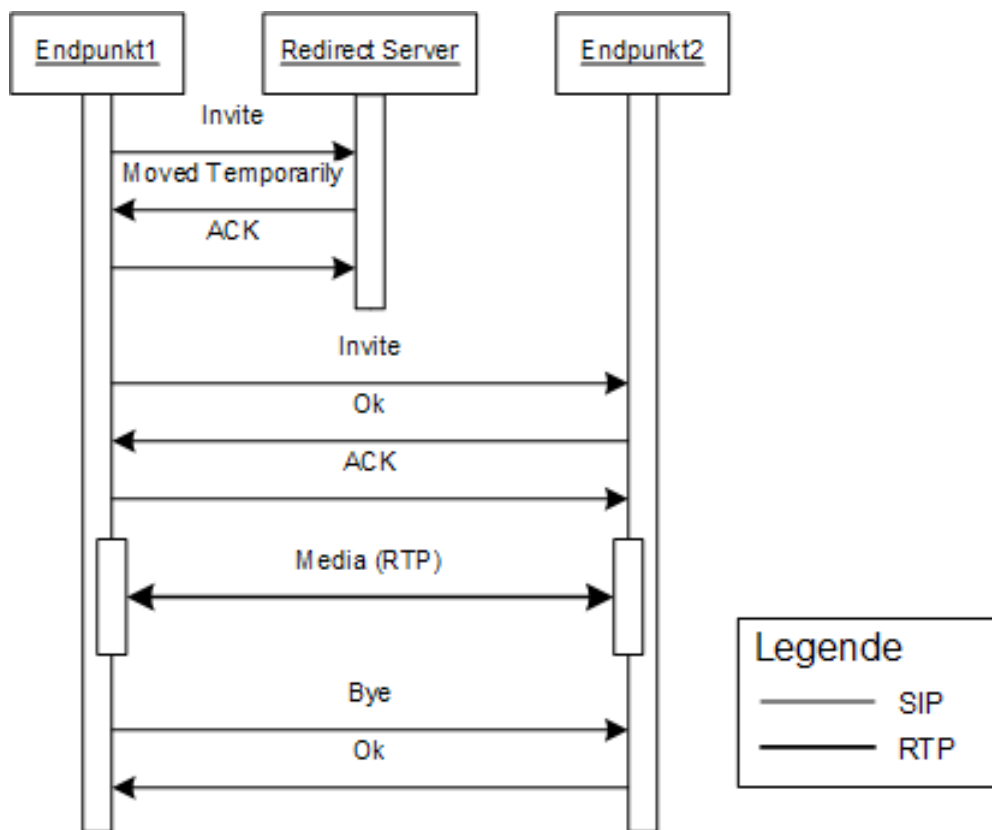 Endpunkt1
Redirect Server
Endpunkt2
Invite
Moved Temporarily
ACK
Invite
Ok
ACK
Media (RTP)
Bye
Ok
Legende
SIP
RTP